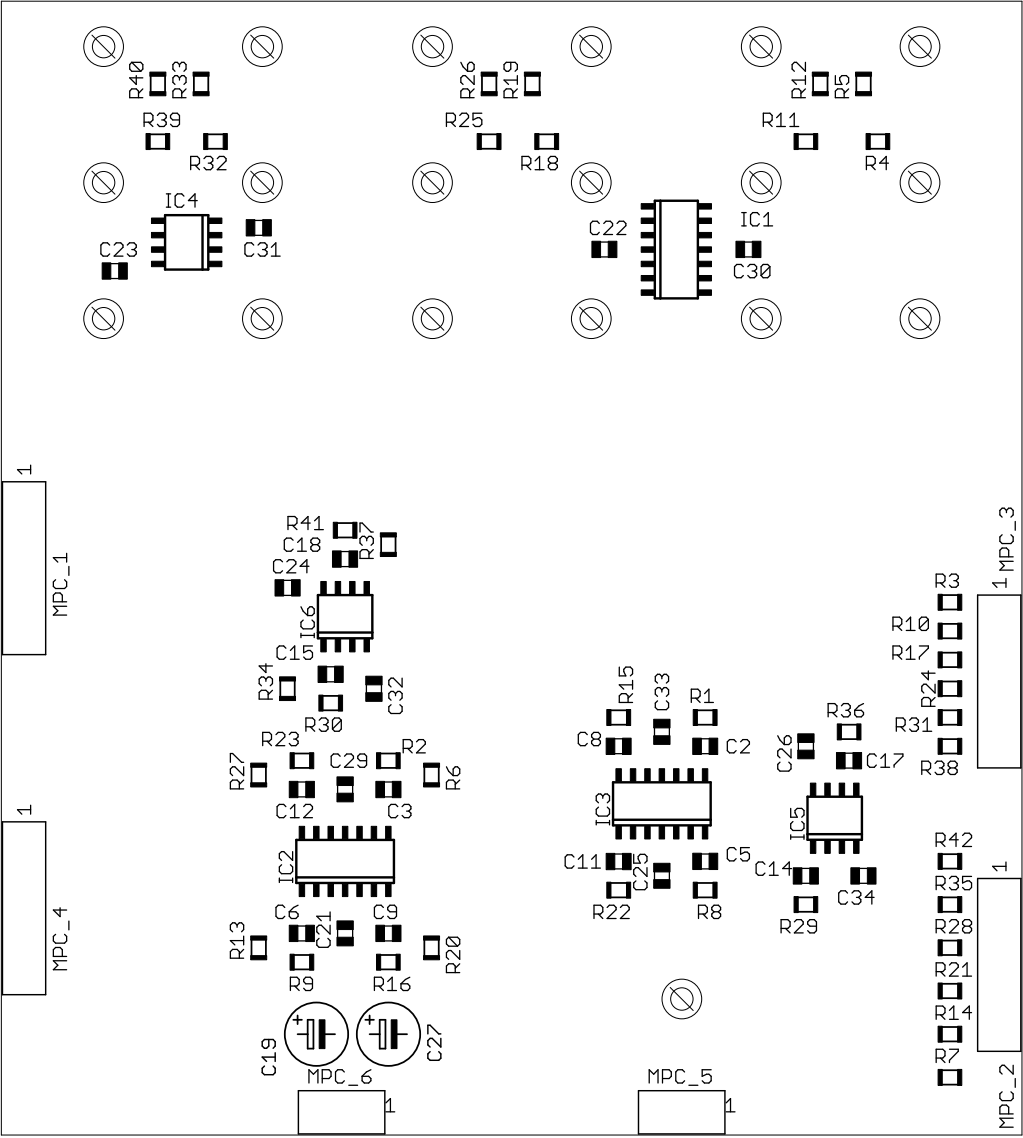 R40
R33
R26
R19
R12
R5
R39
R25
R11
R32
R18
R4
IC4
IC1
C22
C23
C31
C30
1
MPC_1
R41
R37
C18
C24
IC6
C15
R34
C32
R30
MPC_3
1
R3
R10
R17
R24
R31
R38
R15
C33
R1
C8
C2
R36
C26
C17
R23
R2
C29
R27
R6
C12
C3
IC2
IC3
IC5
1
MPC_4
C11
C25
C5
C14
C34
R22
R8
R29
R42
1
R35
R28
R21
R14
R7
MPC_2
C6
C21
C9
R13
R20
R9
R16
+
+
C19
C27
MPC_6
1
MPC_5
1